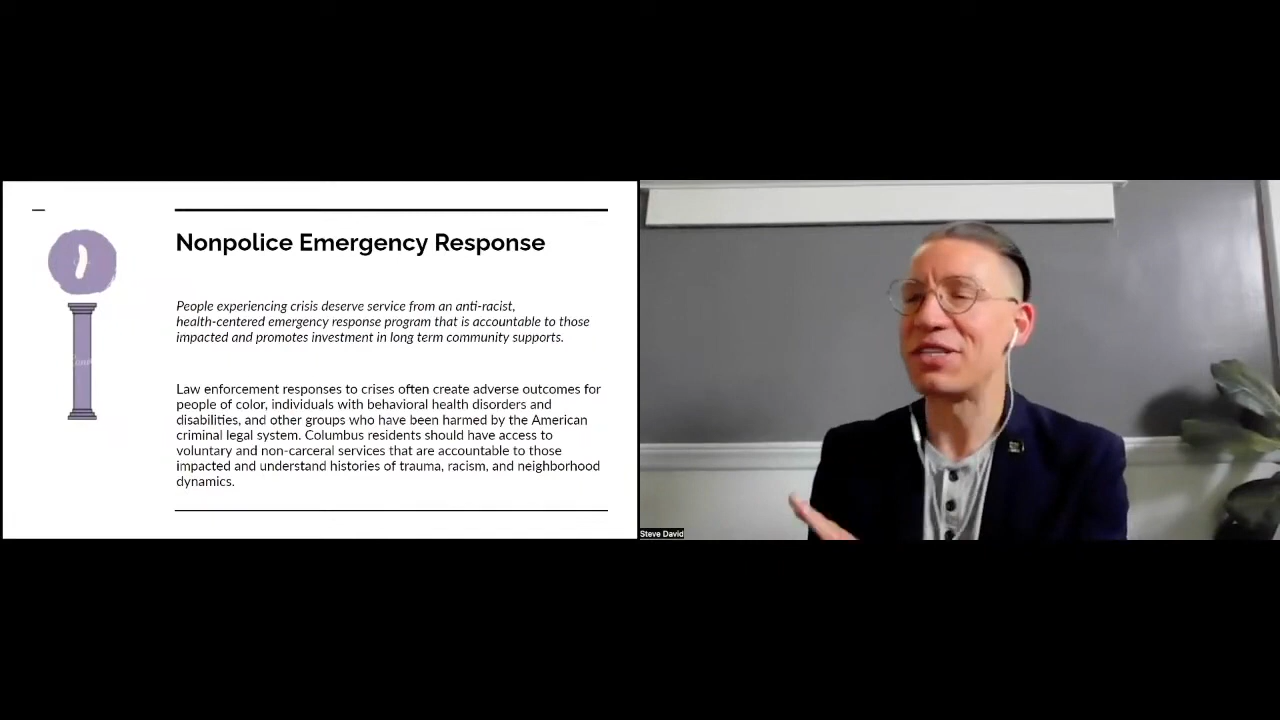 Nonpolice Emergency Response
People experiencing crisis deserve service from an anti-racist,
health-centered emergency response program that is accountable to those
impacted and promotes investment in long term community supports.
Law enforcement responses to crises often create adverse outcomes for
people of color, individuals with behavioral health disorders and
disabilities, and other groups who have been harmed by the American
criminal legal system. Columbus residents should have access to
voluntary and non-carceral services that are accountable to those
impacted and understand histories of trauma, racism, and neighborhood
dynamics.
Steve David